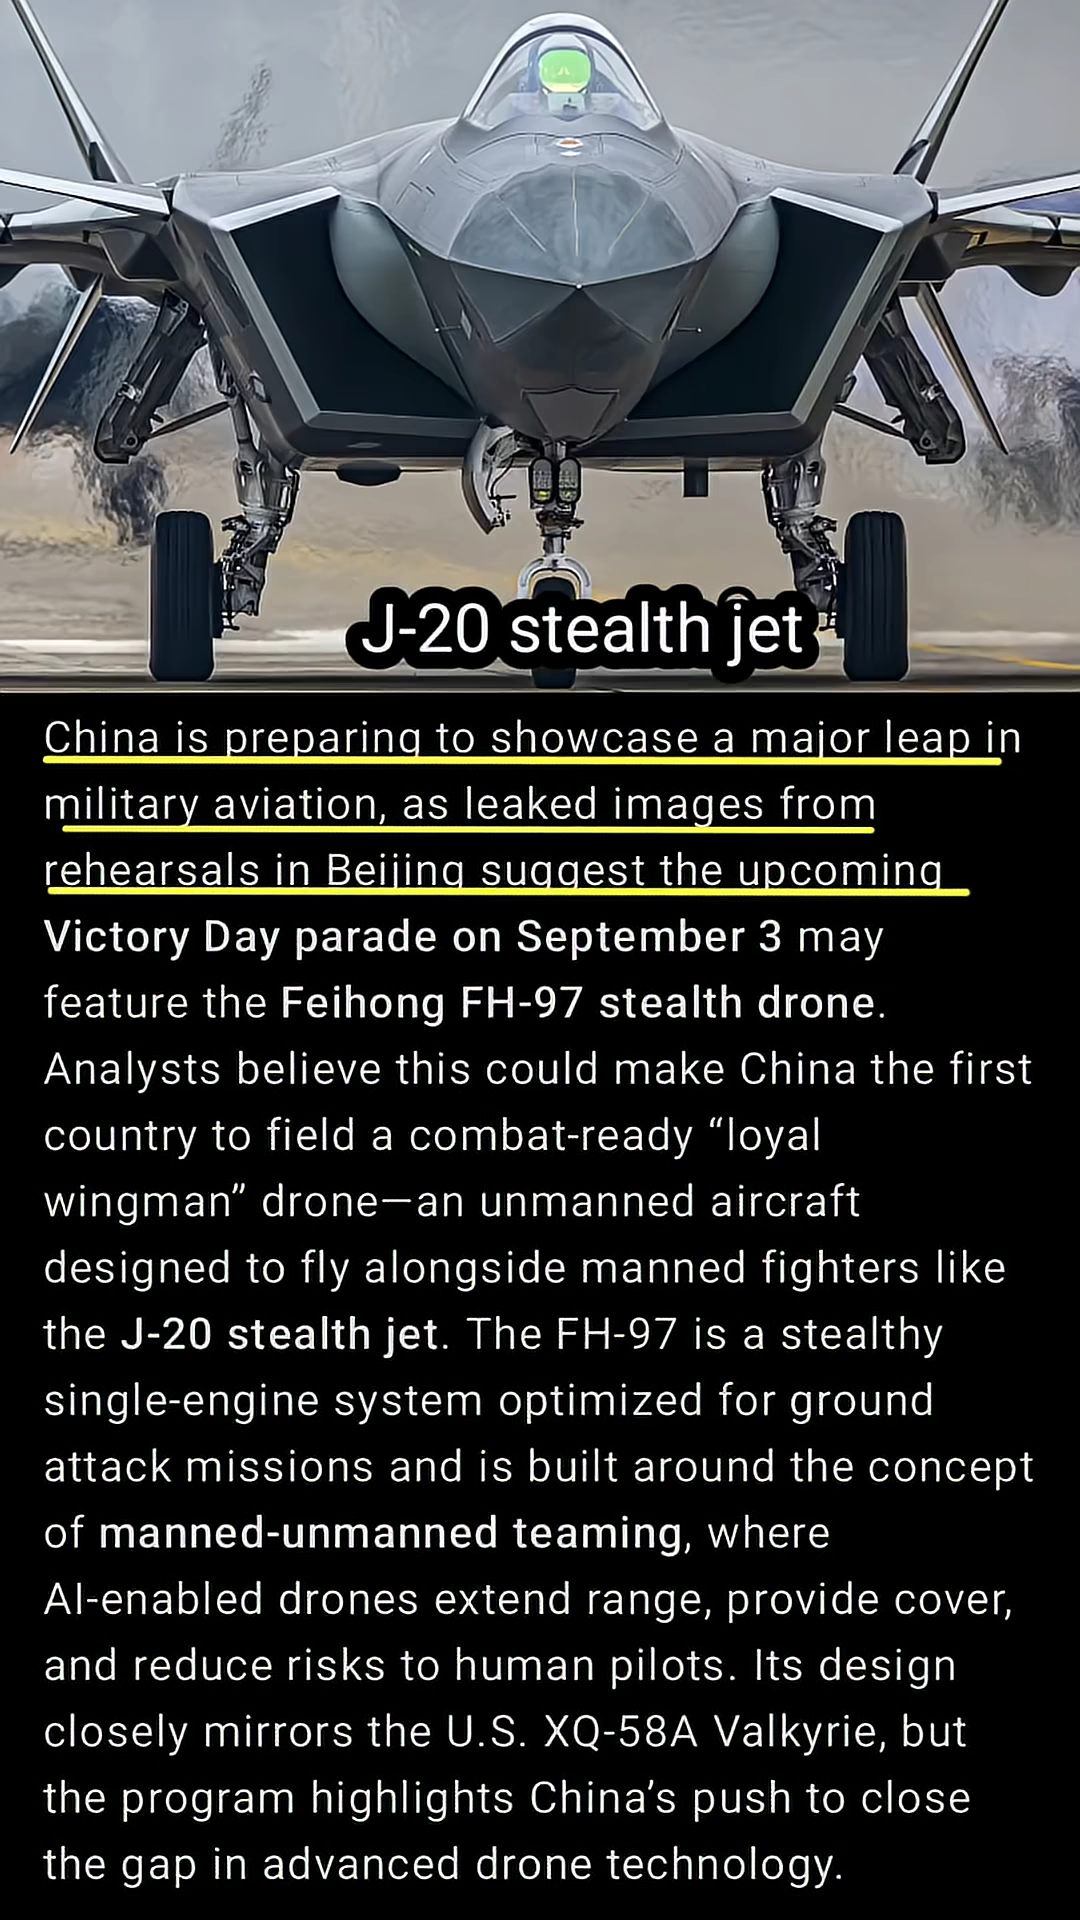 J-20 stealth jet
China is preparing to showcase a major leap in
military aviation, as leaked images from
rehearsals in Beijing suggest the upcoming
Victory Day parade on September 3 may
feature the Feihong FH-97 stealth drone.
Analysts believe this could make China the first
country to field a combat-ready “loyal
wingman” drone—an unmanned aircraft
designed to fly alongside manned fighters like
the J-20 stealth jet. The FH-97 is a stealthy
single-engine system optimized for ground
attack missions and is built around the concept
of manned-unmanned teaming, where
AI-enabled drones extend range, provide cover,
and reduce risks to human pilots. Its design
closely mirrors the U.S. XQ-58A Valkyrie, but
the program highlights China’s push to close
the gap in advanced drone technology.